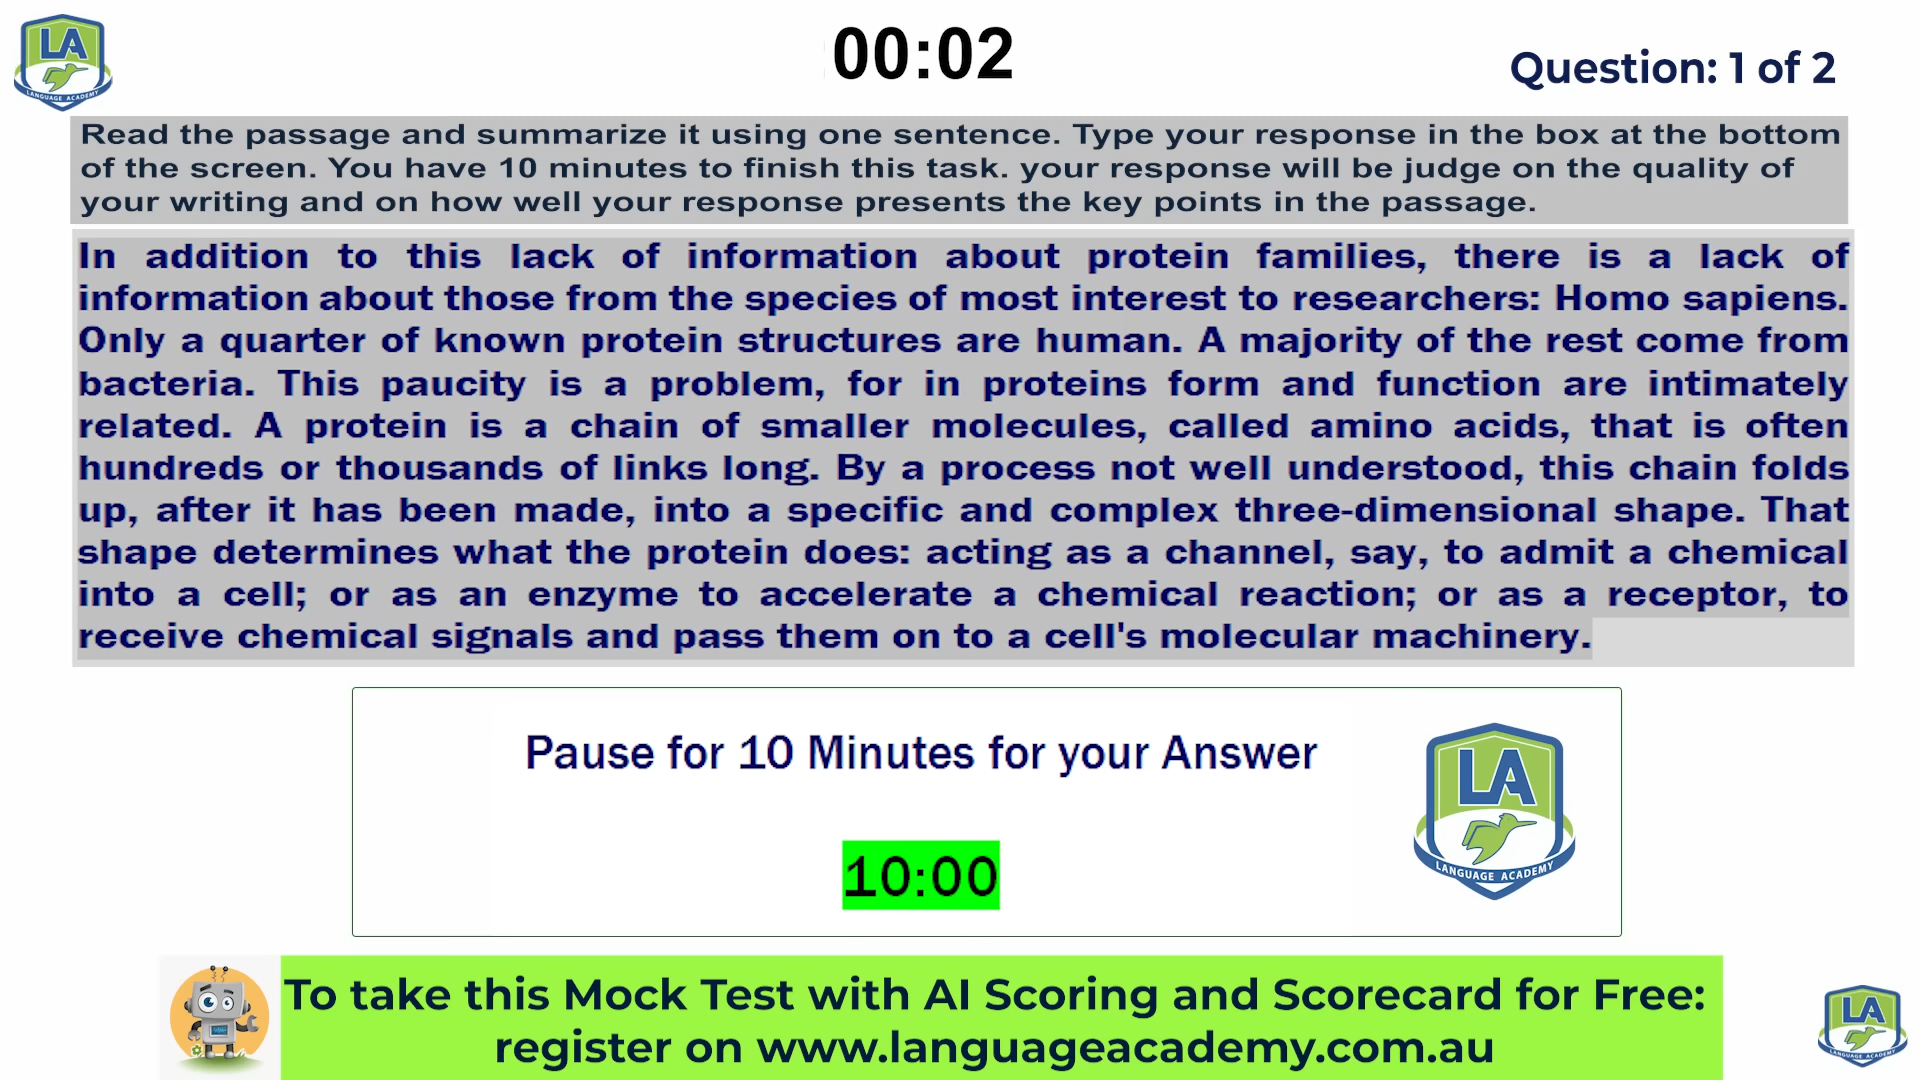 LA
LANGUAGE ACADEMY
00:02
Question: 1 of 2
Read the passage and summarize it using one sentence. Type your response in the box at the bottom
of the screen. You have 10 minutes to finish this task. your response will be judge on the quality of
your writing and on how well your response presents the key points in the passage.
In addition to this lack of information about protein families, there is a lack of
information about those from the species of most interest to researchers: Homo sapiens.
Only a quarter of known protein structures are human. A majority of the rest come from
bacteria. This paucity is a problem, for in proteins form and function are intimately
related. A protein is a chain of smaller molecules, called amino acids, that is often
hundreds or thousands of links long. By a process not well understood, this chain folds
up, after it has been made, into a specific and complex three-dimensional shape. That
shape determines what the protein does: acting as a channel, say, to admit a chemical
into a cell; or as an enzyme to accelerate a chemical reaction; or as a receptor, to
receive chemical signals and pass them on to a cell's molecular machinery.
Pause for 10 Minutes for your Answer
10:00
LA
LANGUAGE ACADEMY
To take this Mock Test with AI Scoring and Scorecard for Free:
register on www.languageacademy.com.au
LA
LANGUAGE ACADEMY